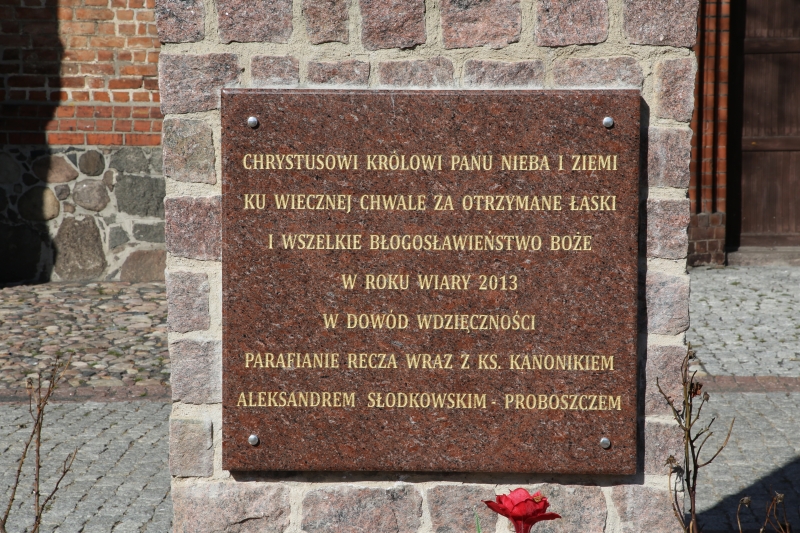 CHRYSTUSOWI KRÓLOWI PANU NIEBA I ZIEMI
KU WIECZNEJ CHWALE ZA OTRZYMANE ŁASKI
I WSZELKIE BŁOGOSŁAWIEŃSTWO BOŻE
W ROKU WIARY 2013
W DOWÓD WDZIĘCZNOŚCI
PARAFIANIE RECZA WRAZ Z KS. KANONIKIEM
ALEKSANDREM SŁODKOWSKIM - PROBOSZCZEM